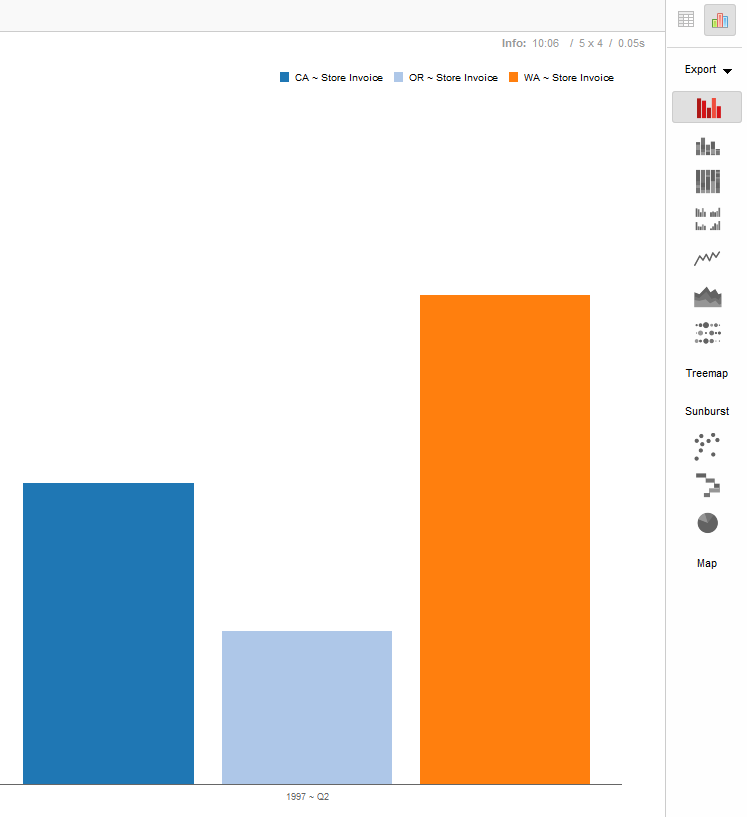 Info: 10:06 / 5 x 4 / 0.05s
CA ~ Store Invoice OR ~ Store Invoice WA ~ Store Invoice
1997 ~ Q2
Export
Treemap
Sunburst
Map